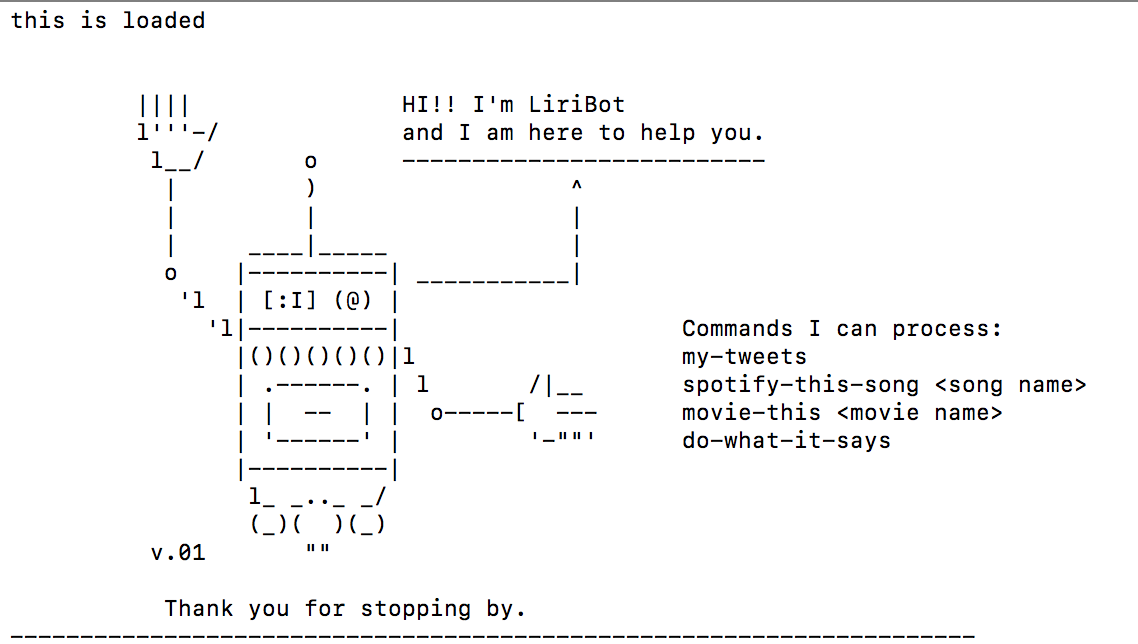 this is loaded
HI!! I'm LiriBot
and I am here to help you.
[:I] (@)
Commands I can process:
my-tweets
spotify-this-song <song name>
movie-this <movie name>
do-what-it-says
v.01
Thank you for stopping by.